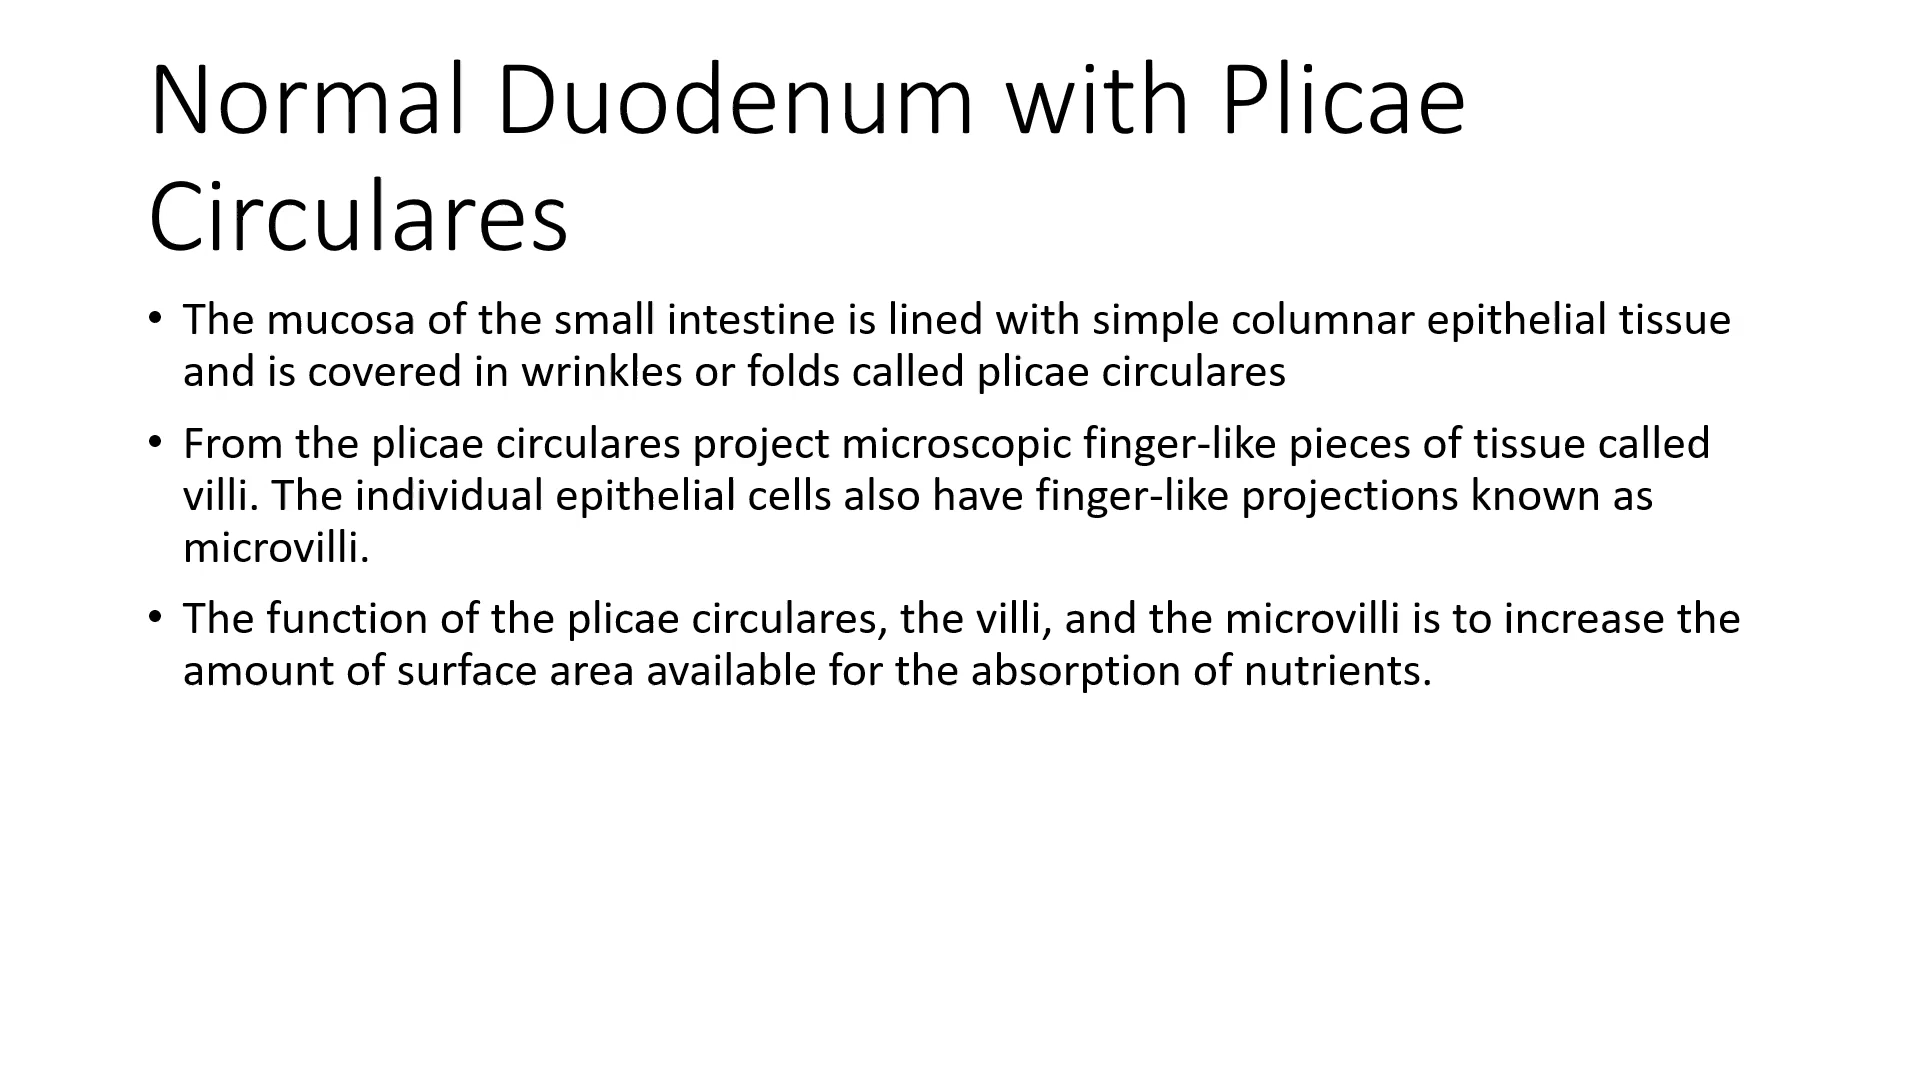 Normal Duodenum with Plicae
Circulares
• The mucosa of the small intestine is lined with simple columnar epithelial tissue
and is covered in wrinkles or folds called plicae circulares
• From the plicae circulares project microscopic finger-like pieces of tissue called
villi. The individual epithelial cells also have finger-like projections known as
microvilli.
• The function of the plicae circulares, the villi, and the microvilli is to increase the
amount of surface area available for the absorption of nutrients.